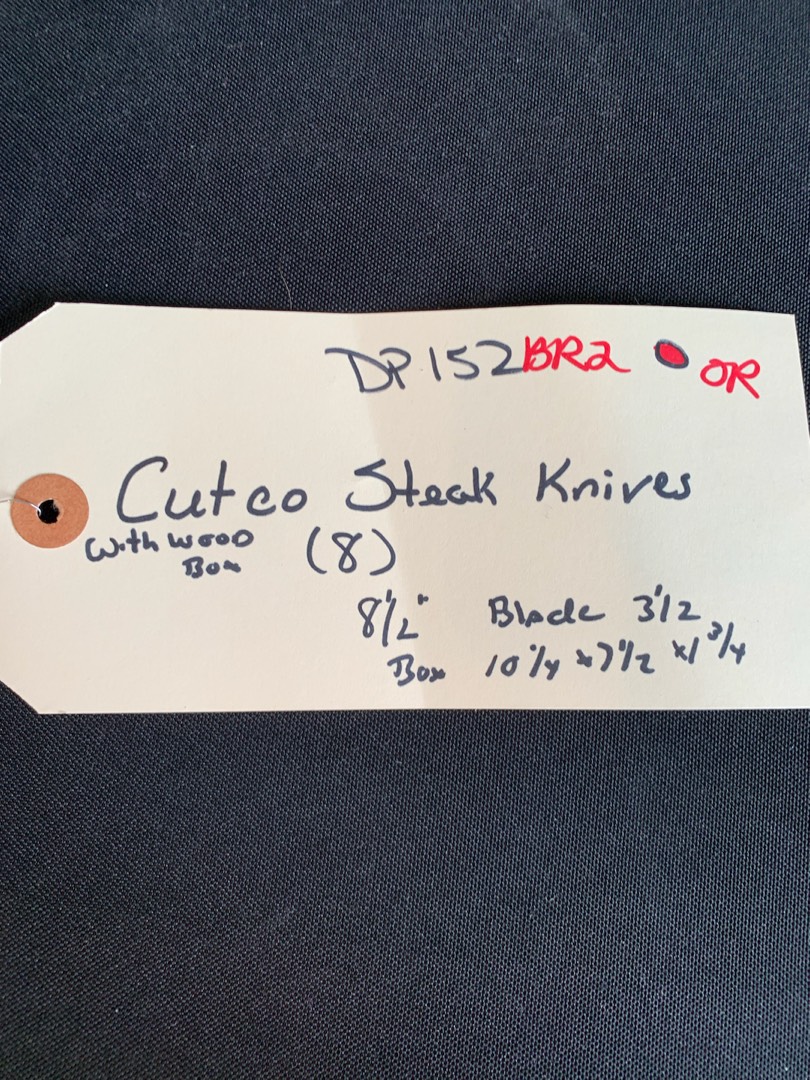 DP152BR2 OR
Cutco Steak Knives
with wood (8)
Box
8 1/2" Blade 3 1/2
Box 10 1/4 x 7 1/2 x 1 3/4